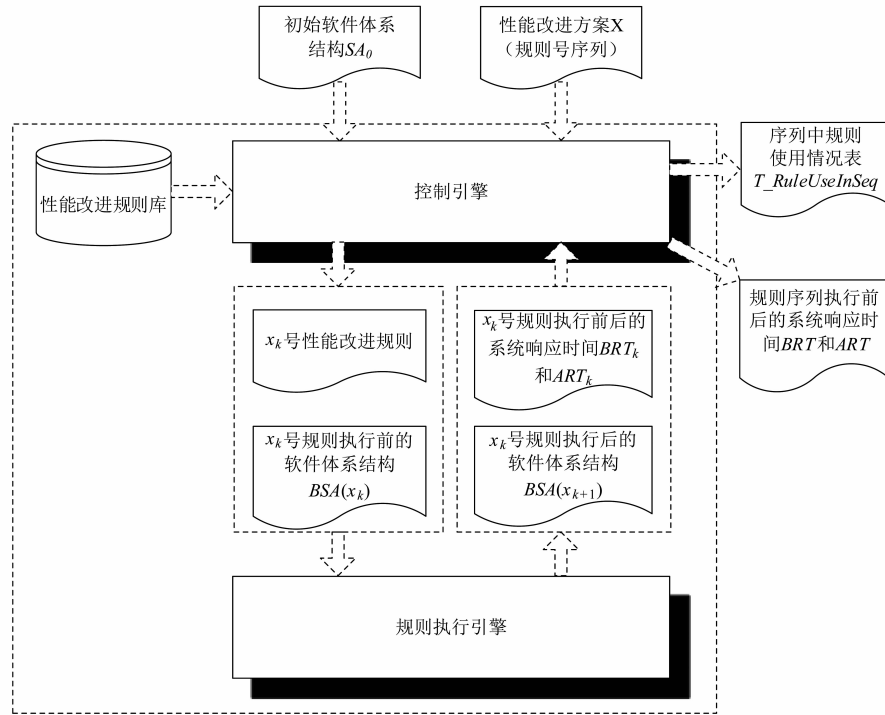 初始软件体系
结构SA₀
性能改进方案X
（规则号序列）
序列中规则
使用情况表
T_RuleUseInSeq
性能改进规则库
控制引擎
规则序列执行前
后的系统响应时
间BRT和ART
xₖ号性能改进规则
xₖ号规则执行前后的
系统响应时间BRTₖ
和ARTₖ
xₖ号规则执行前的
软件体系结构
BSA(xₖ)
xₖ号规则执行后的
软件体系结构
BSA(xₖ₊₁)
规则执行引擎